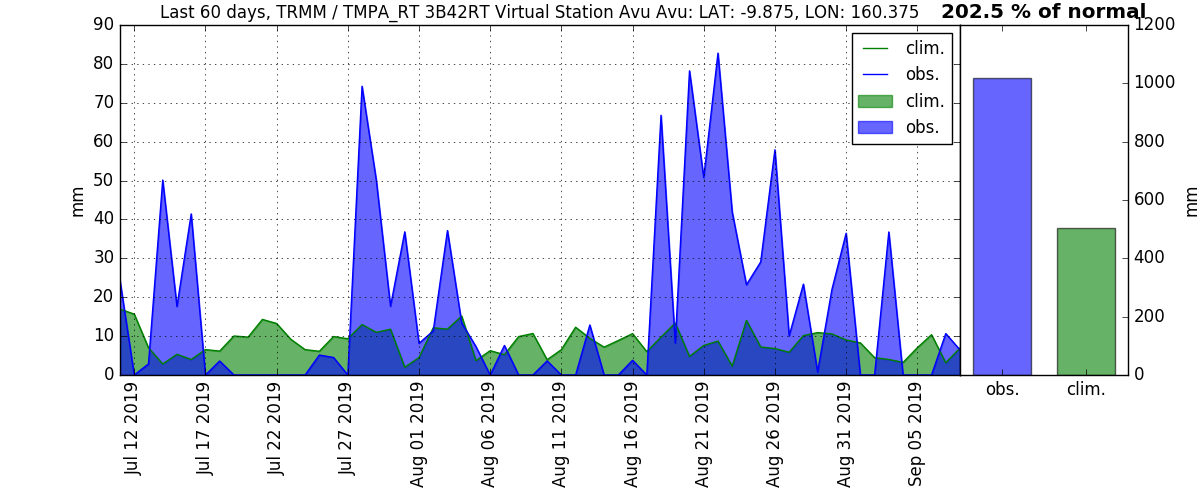 Last 60 days, TRMM / TMPA_RT 3B42RT Virtual Station Avu Avu: LAT: -9.875, LON: 160.375
202.5 % of normal
90
80
70
60
50
40
30
20
10
0
mm
clim.
obs.
clim.
obs.
Jul 12 2019
Jul 17 2019
Jul 22 2019
Jul 27 2019
Aug 01 2019
Aug 06 2019
Aug 11 2019
Aug 16 2019
Aug 21 2019
Aug 26 2019
Aug 31 2019
Sep 05 2019
1200
1000
800
600
400
200
0
mm
obs.
clim.